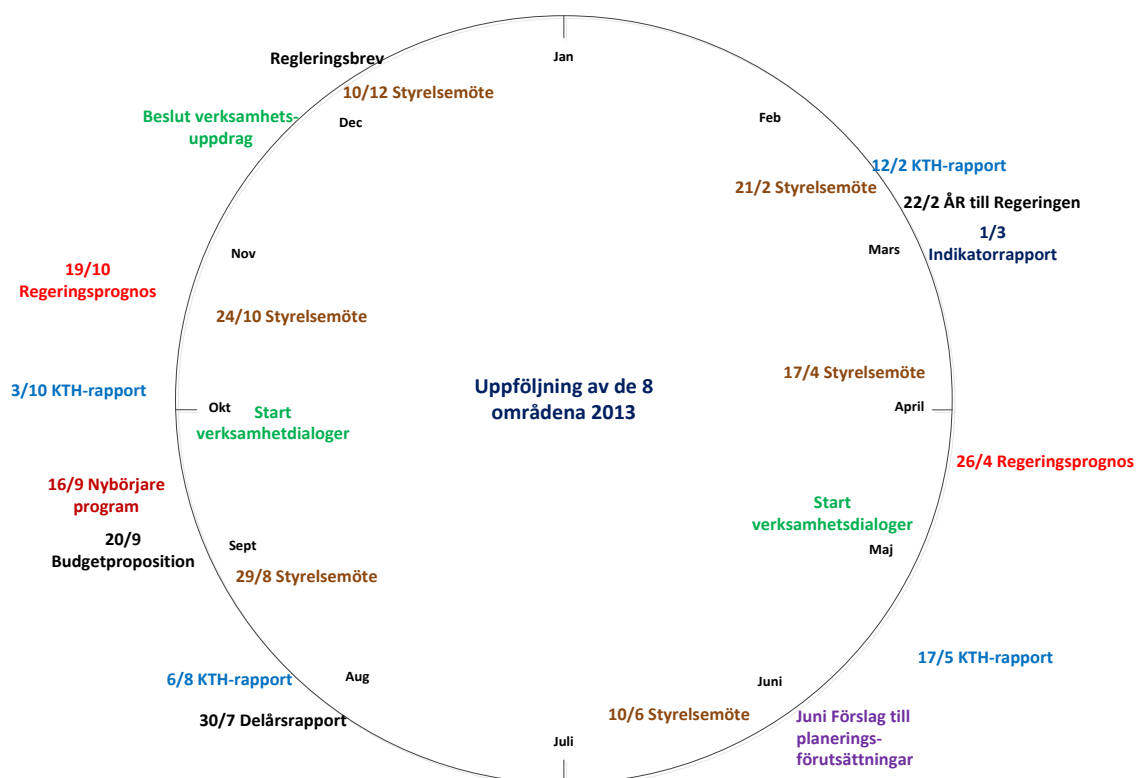 Regleringsbrev
Jan
10/12 Styrelsemöte
Dec
Beslut verksamhets-
uppdrag
Feb
12/2 KTH-rapport
21/2 Styrelsemöte
22/2 ÅR till Regeringen
1/3
Indikatorrapport
Mars
Nov
19/10
Regeringsprognos
24/10 Styrelsemöte
17/4 Styrelsemöte
3/10 KTH-rapport
Uppföljning av de 8
områdena 2013
Okt
April
Start
verksamhetdialoger
26/4 Regeringsprognos
16/9 Nybörjare
program
Start
verksamhetsdialoger
20/9
Budgetproposition
Sept
Maj
29/8 Styrelsemöte
17/5 KTH-rapport
6/8 KTH-rapport
Aug
Juni
30/7 Delårsrapport
10/6 Styrelsemöte
Juni Förslag till
planerings-
förutsättningar
Juli